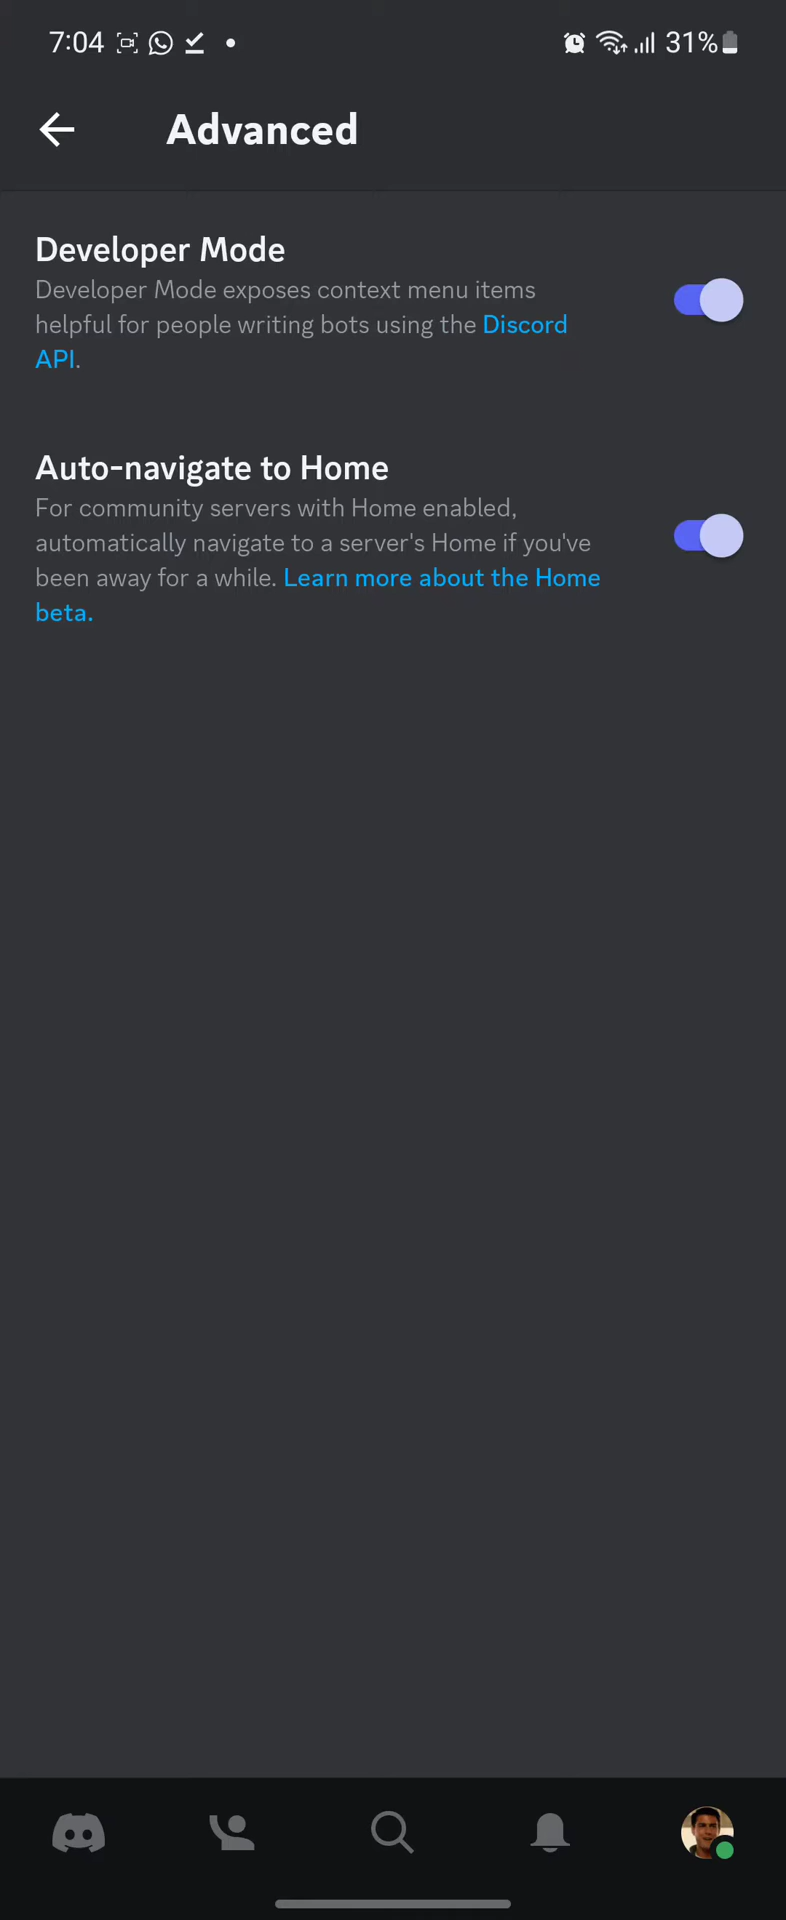 7:04
31%
Advanced
Developer Mode
Developer Mode exposes context menu items
helpful for people writing bots using the Discord
API.
Auto-navigate to Home
For community servers with Home enabled,
automatically navigate to a server's Home if you've
been away for a while. Learn more about the Home
beta.